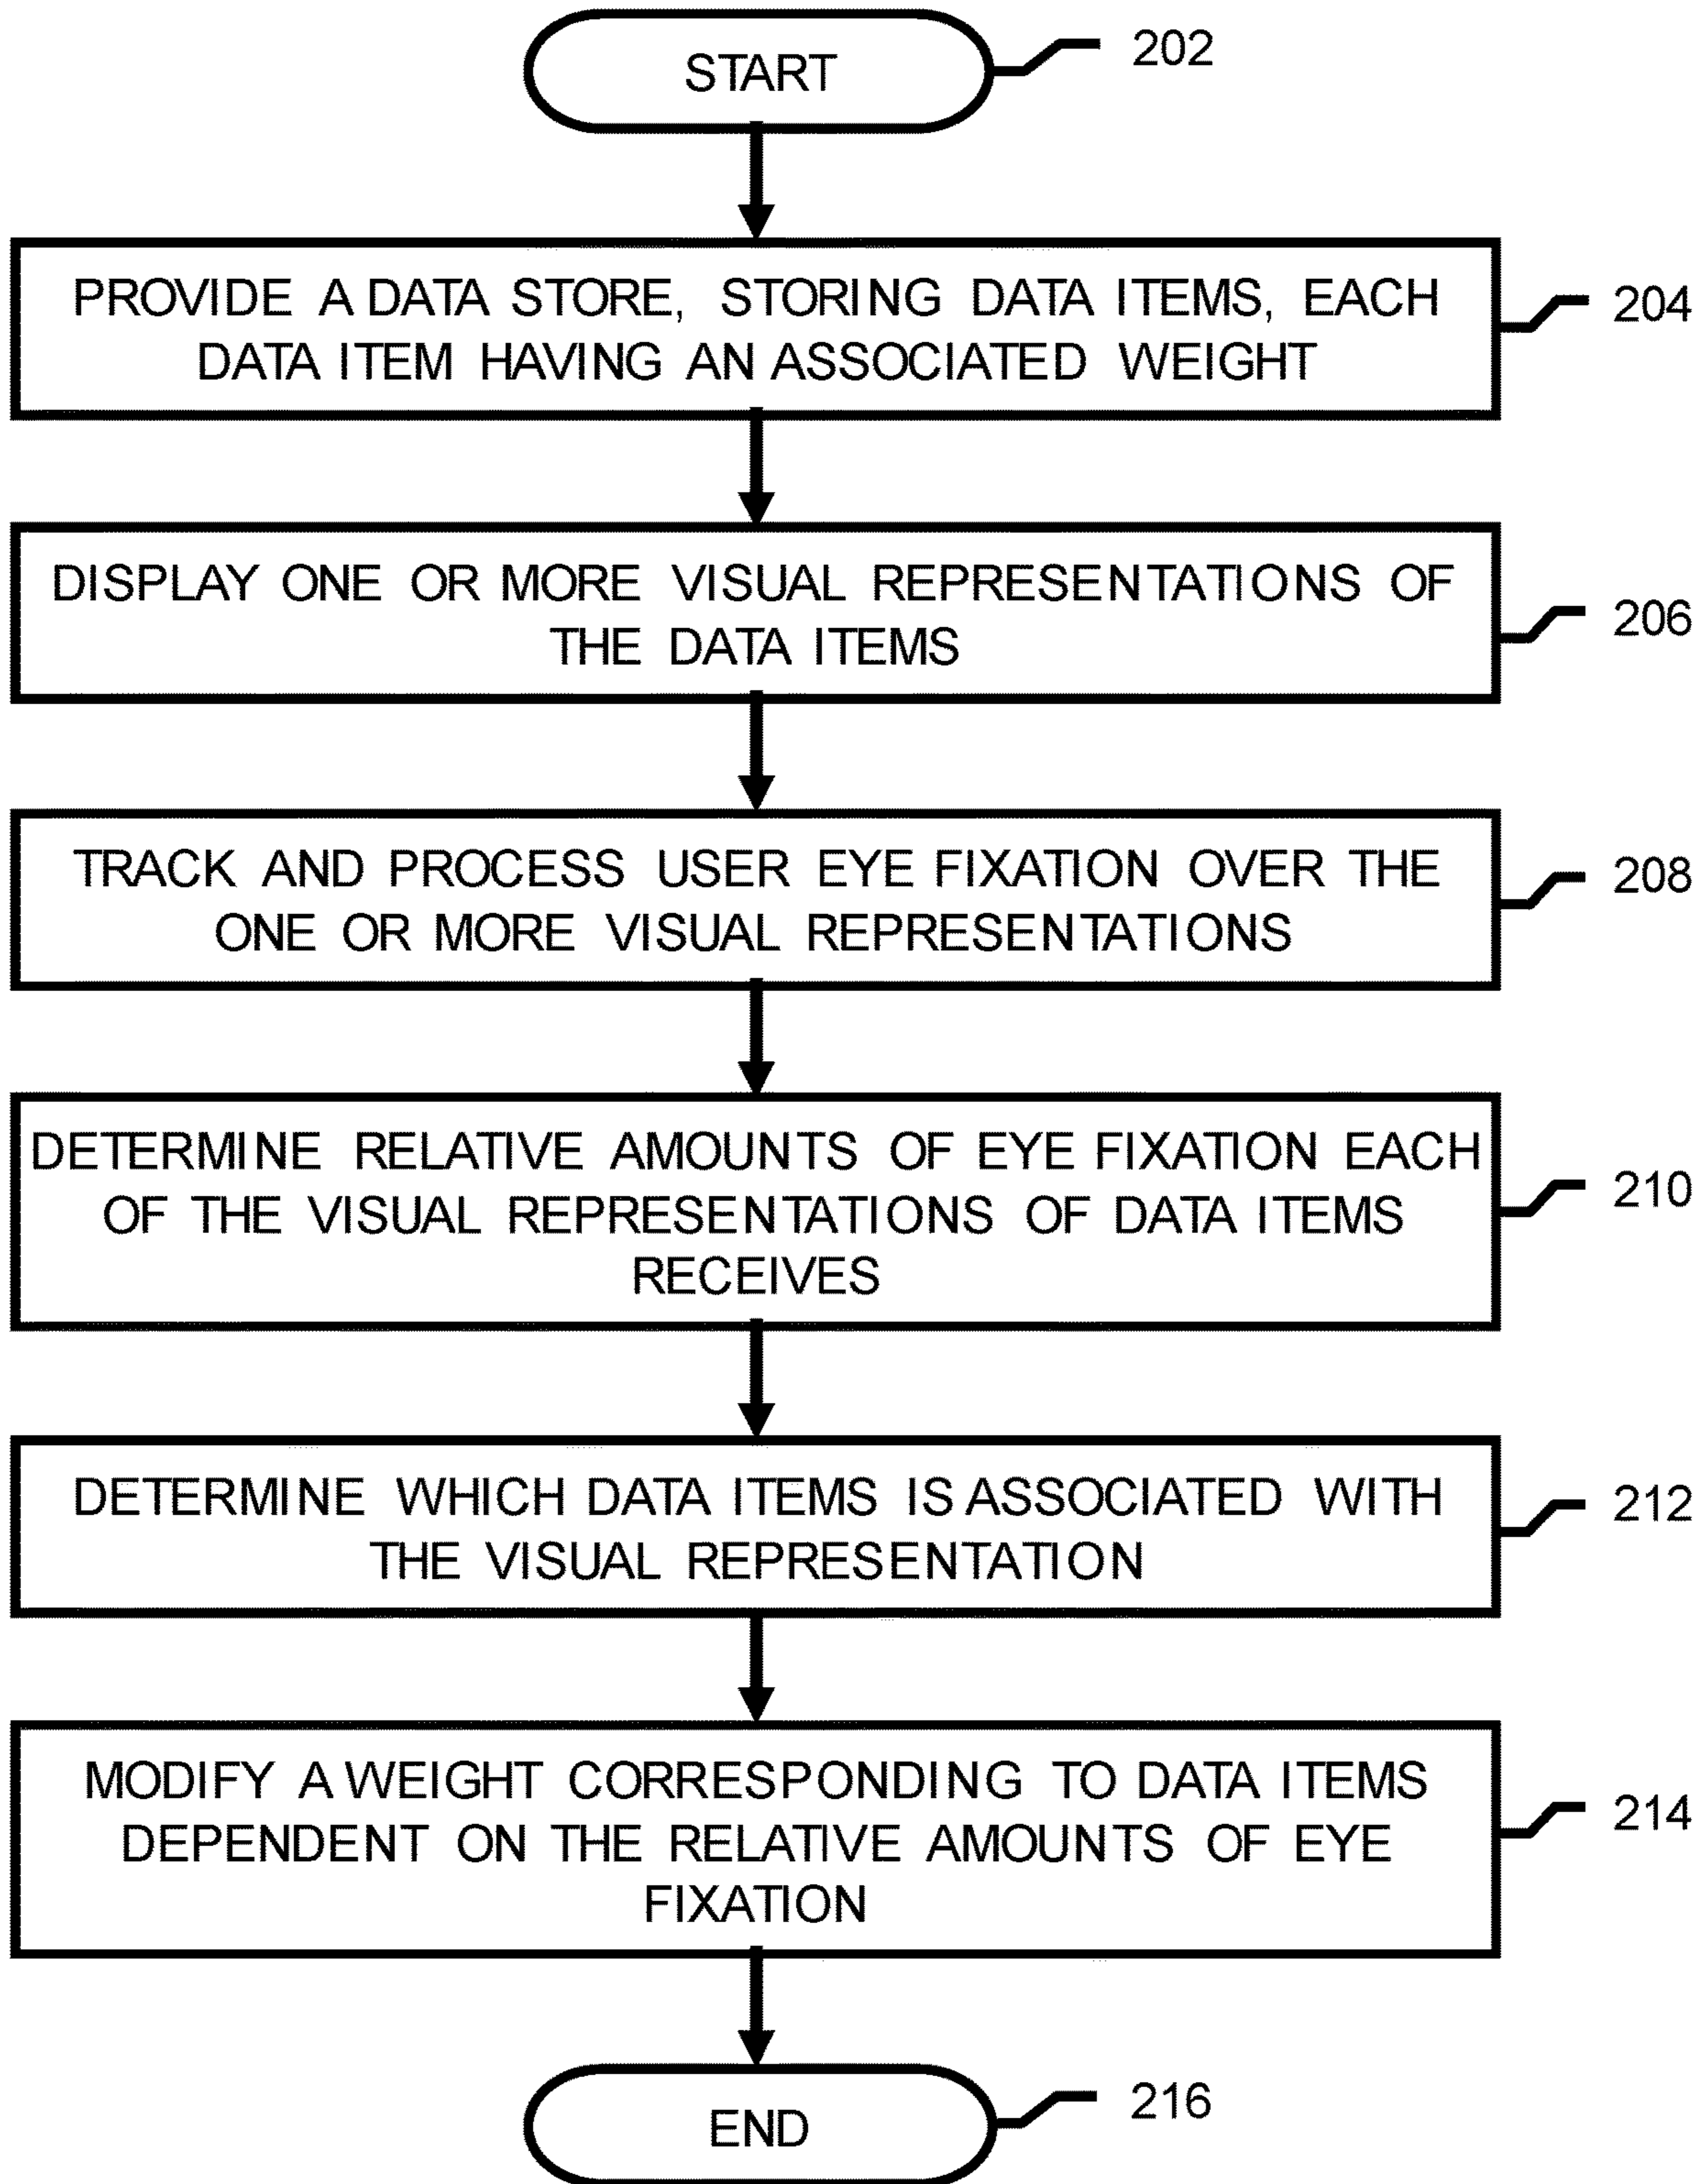 START
202
PROVIDE A DATA STORE, STORING DATA ITEMS, EACH
DATA ITEM HAVING AN ASSOCIATED WEIGHT
204
DISPLAY ONE OR MORE VISUAL REPRESENTATIONS OF
THE DATA ITEMS
206
TRACK AND PROCESS USER EYE FIXATION OVER THE
ONE OR MORE VISUAL REPRESENTATIONS
208
DETERMINE RELATIVE AMOUNTS OF EYE FIXATION EACH
OF THE VISUAL REPRESENTATIONS OF DATA ITEMS
RECEIVES
210
DETERMINE WHICH DATA ITEMS IS ASSOCIATED WITH
THE VISUAL REPRESENTATION
212
MODIFY A WEIGHT CORRESPONDING TO DATA ITEMS
DEPENDENT ON THE RELATIVE AMOUNTS OF EYE
FIXATION
214
END
216